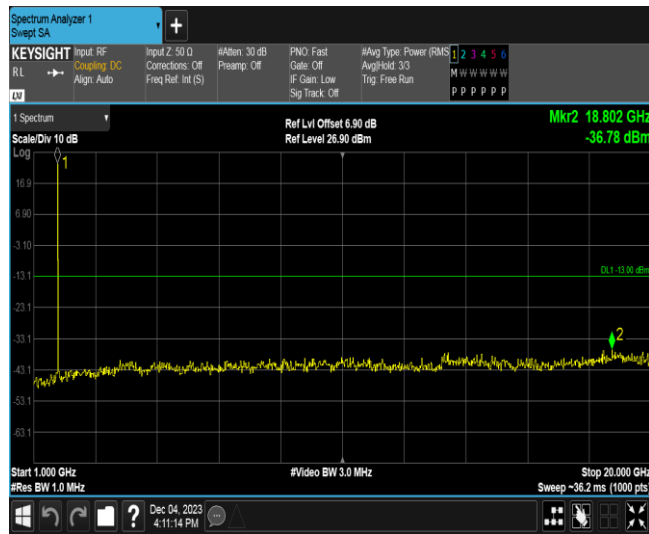 Spectrum Analyzer 1
Swept SA
+
KEYSIGHT
RL
LXI
Input: RF
Coupling: DC
Align: Auto
Input Z: 50 Ω
Corrections: Off
Freq Ref: Int (S)
#Atten: 30 dB
Preamp: Off
PNO: Fast
Gate: Off
IF Gain: Low
Sig Track: Off
#Avg Type: Power (RMS
Avg|Hold: 3/3
Trig: Free Run
1 2 3 4 5 6
M W W W W W
P P P P P P
1 Spectrum
Scale/Div 10 dB
Log
Ref Lvl Offset 6.90 dB
Ref Level 26.90 dBm
Mkr2 18.802 GHz
-36.78 dBm
1
16.9
6.90
-3.10
-13.1
DL1 -13.00 dBm
-23.1
-33.1
2
-43.1
-53.1
-63.1
Start 1.000 GHz
#Res BW 1.0 MHz
#Video BW 3.0 MHz
Stop 20.000 GHz
Sweep ~36.2 ms (1000 pts)
?
Dec 04, 2023
4:11:14 PM